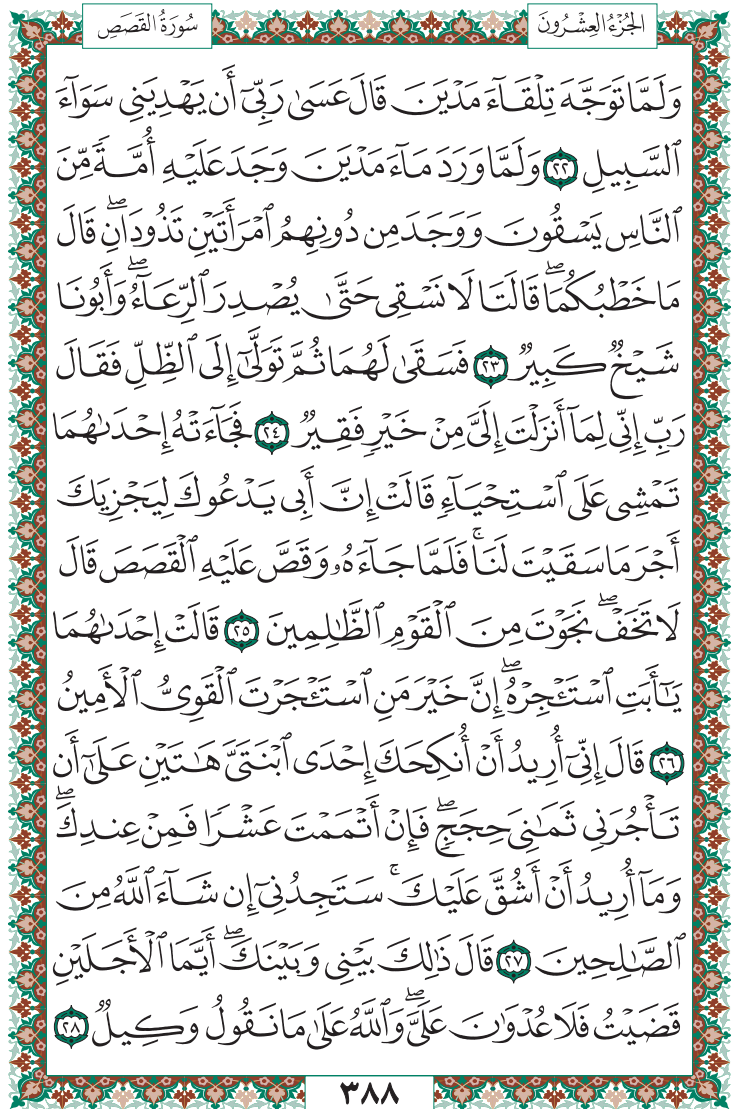 الجُزْءُ العِشْرُونَ
سُورَةُ القَصَصِ
وَلَمَّا تَوَجَّهَ تِلْقَآءَ مَدْيَنَ قَالَ عَسَىٰ رَبِّىٓ أَن يَهْدِيَنِى سَوَآءَ
ٱلسَّبِيلِ ٢٢ وَلَمَّا وَرَدَ مَآءَ مَدْيَنَ وَجَدَ عَلَيْهِ أُمَّةً مِّنَ
ٱلنَّاسِ يَسْقُونَ وَوَجَدَ مِن دُونِهِمُ ٱمْرَأَتَيْنِ تَذُودَانِۖ قَالَ
مَا خَطْبُكُمَاۖ قَالَتَا لَا نَسْقِى حَتَّىٰ يُصْدِرَ ٱلرِّعَآءُۖ وَأَبُونَا
شَيْخٌ كَبِيرٌ ٢٣ فَسَقَىٰ لَهُمَا ثُمَّ تَوَلَّىٰٓ إِلَى ٱلظِّلِّ فَقَالَ
رَبِّ إِنِّى لِمَآ أَنزَلْتَ إِلَىَّ مِنْ خَيْرٍ فَقِيرٌ ٢٤ فَجَآءَتْهُ إِحْدَىٰهُمَا
تَمْشِى عَلَى ٱسْتِحْيَآءٍ قَالَتْ إِنَّ أَبِى يَدْعُوكَ لِيَجْزِيَكَ
أَجْرَ مَا سَقَيْتَ لَنَاۚ فَلَمَّا جَآءَهُۥ وَقَصَّ عَلَيْهِ ٱلْقَصَصَ قَالَ
لَا تَخَفْۖ نَجَوْتَ مِنَ ٱلْقَوْمِ ٱلظَّٰلِمِينَ ٢٥ قَالَتْ إِحْدَىٰهُمَا
يَٰٓأَبَتِ ٱسْتَـْٔجِرْهُۖ إِنَّ خَيْرَ مَنِ ٱسْتَـْٔجَرْتَ ٱلْقَوِىُّ ٱلْأَمِينُ
٢٦ قَالَ إِنِّىٓ أُرِيدُ أَنْ أُنكِحَكَ إِحْدَى ٱبْنَتَىَّ هَٰتَيْنِ عَلَىٰٓ أَن
تَأْجُرَنِى ثَمَٰنِىَ حِجَجٍۖ فَإِنْ أَتْمَمْتَ عَشْرًا فَمِنْ عِندِكَۖ
وَمَآ أُرِيدُ أَنْ أَشُقَّ عَلَيْكَۚ سَتَجِدُنِىٓ إِن شَآءَ ٱللَّهُ مِنَ
ٱلصَّٰلِحِينَ ٢٧ قَالَ ذَٰلِكَ بَيْنِى وَبَيْنَكَۖ أَيَّمَا ٱلْأَجَلَيْنِ
قَضَيْتُ فَلَا عُدْوَٰنَ عَلَىَّۖ وَٱللَّهُ عَلَىٰ مَا نَقُولُ وَكِيلٌ ٢٨
٣٨٨